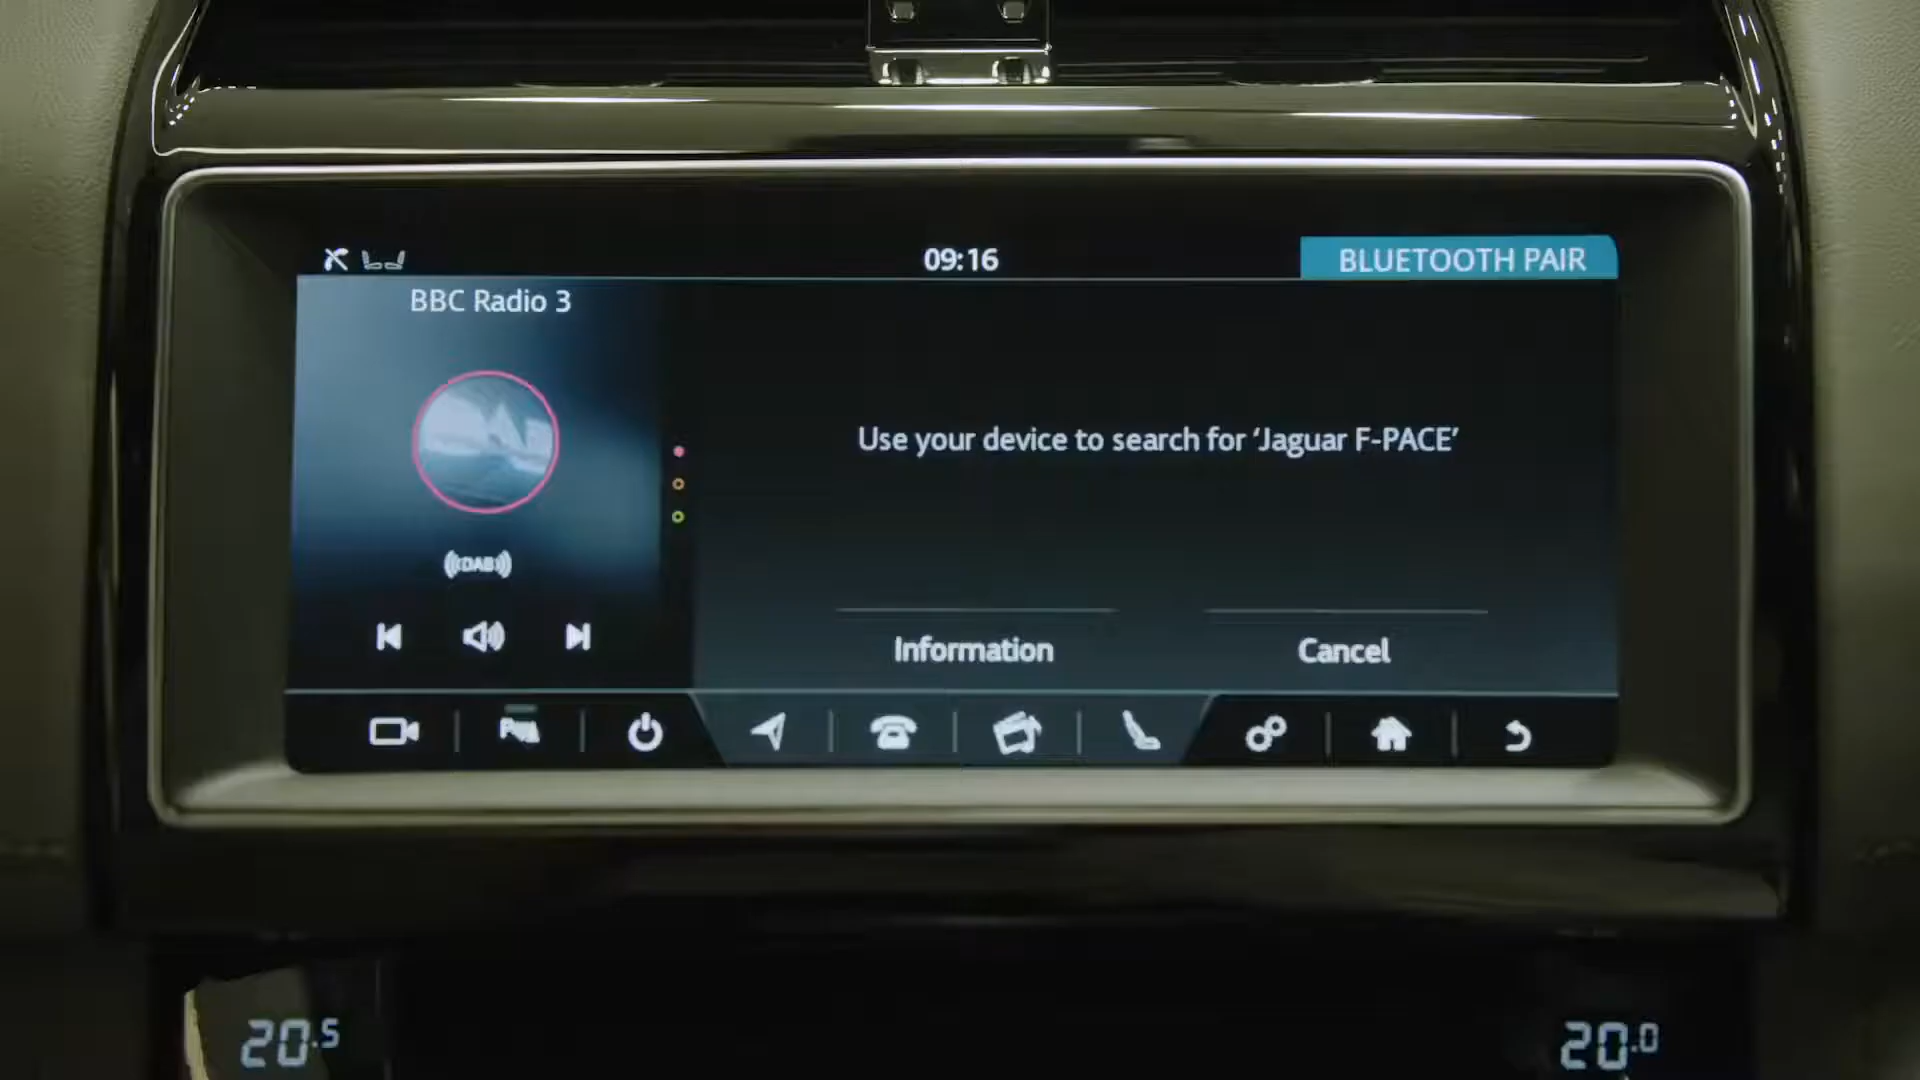 09:16
BLUETOOTH PAIR
BBC Radio 3
Use your device to search for ‘Jaguar F-PACE’
DAB
Information
Cancel
20.5
20.0